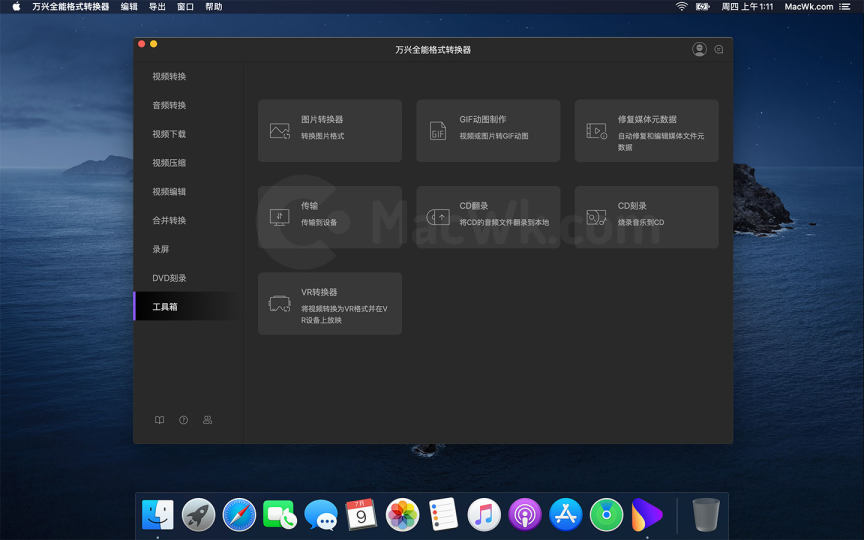 万兴全能格式转换器 编辑 导出 窗口 帮助 周四 上午1:11 MacWk.com
万兴全能格式转换器
视频转换
音频转换
视频下载
视频压缩
视频编辑
合并转换
录屏
DVD刻录
工具箱
图片转换器
转换图片格式
GIF
GIF动图制作
视频或图片转GIF动图
修复媒体元数据
自动修复和编辑媒体文件元
数据
传输
传输到设备
CD翻录
将CD的音频文件翻录到本地
CD刻录
烧录音乐到CD
MacWk.com
VR转换器
将视频转换为VR格式并在V
R设备上放映
7月
9